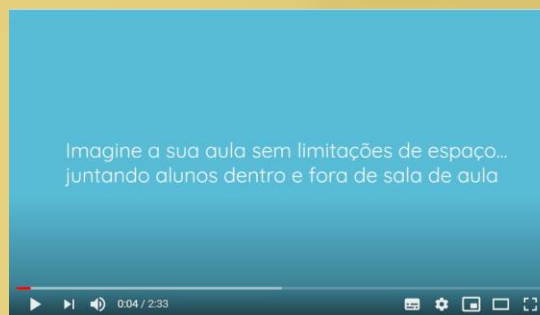 Imagine a sua aula sem limitações de espaço...
juntando alunos dentro e fora de sala de aula
0:04 / 2:33